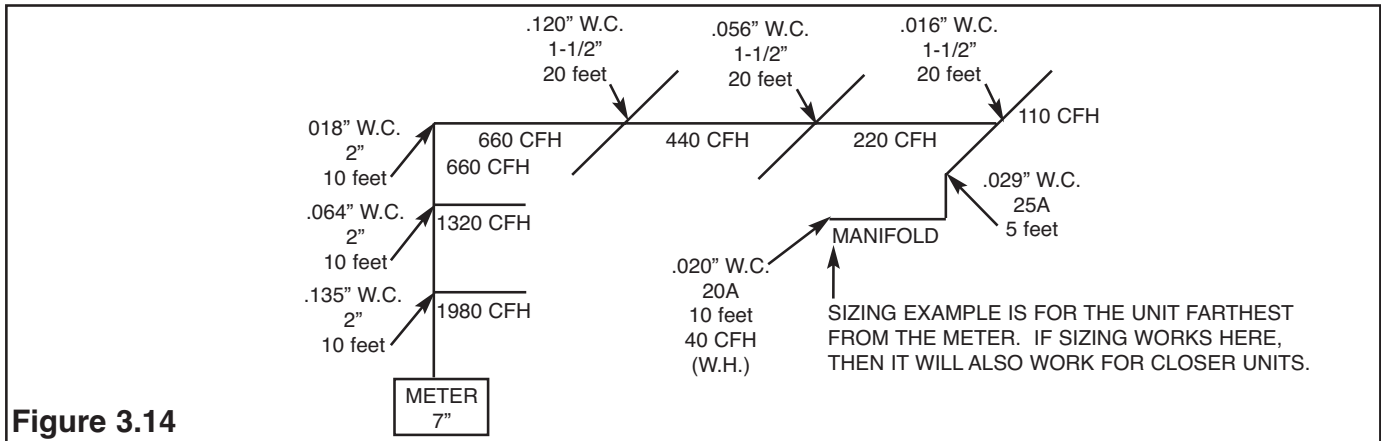 .120” W.C.
1-1/2”
20 feet
.056” W.C.
1-1/2”
20 feet
.016” W.C.
1-1/2”
20 feet
110 CFH
018” W.C.
2”
10 feet
660 CFH
660 CFH
440 CFH
220 CFH
.064” W.C.
2”
10 feet
1320 CFH
.029” W.C.
25A
5 feet
MANIFOLD
.020” W.C.
20A
10 feet
40 CFH
(W.H.)
.135” W.C.
2”
10 feet
1980 CFH
SIZING EXAMPLE IS FOR THE UNIT FARTHEST
FROM THE METER. IF SIZING WORKS HERE,
THEN IT WILL ALSO WORK FOR CLOSER UNITS.
METER
7”
Figure 3.14